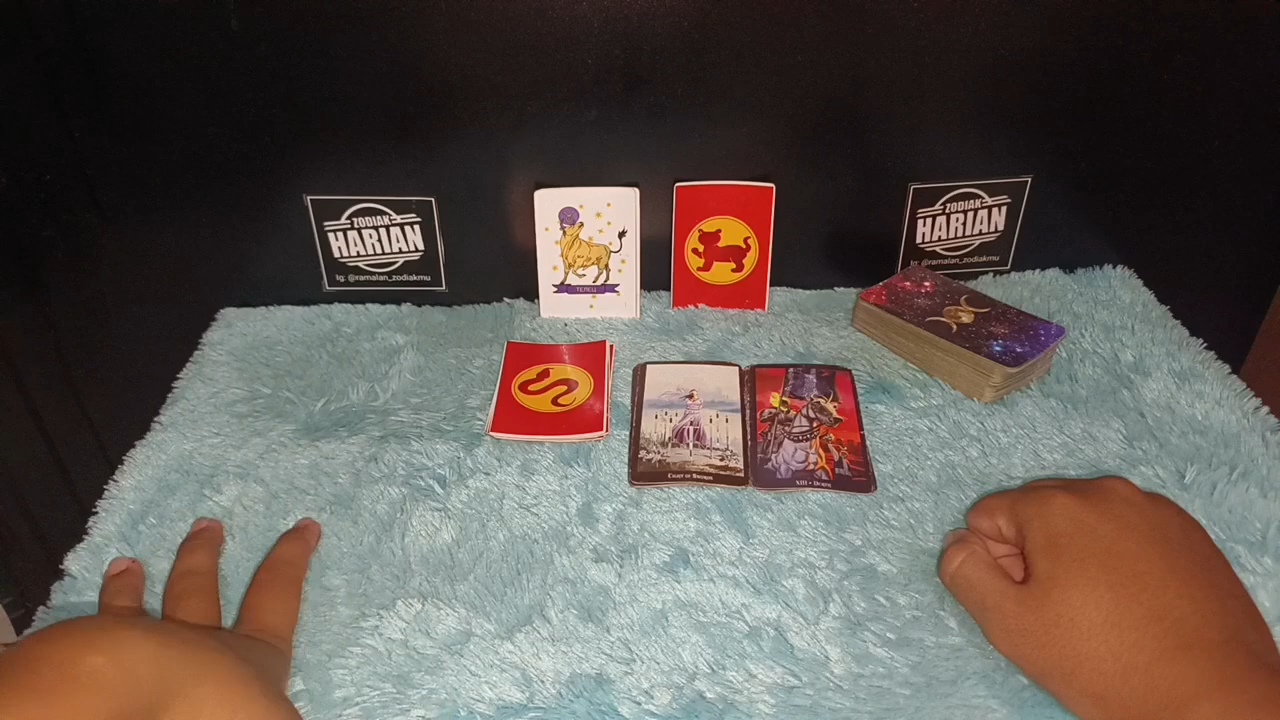 ZODIAK
HARIAN
Ig: @ramalan_zodiakmu
ZODIAK
HARIAN
Ig: @ramalan_zodiakmu
ТЕЛЕЦ
EIGHT OF SWORDS
XIII • DEATH